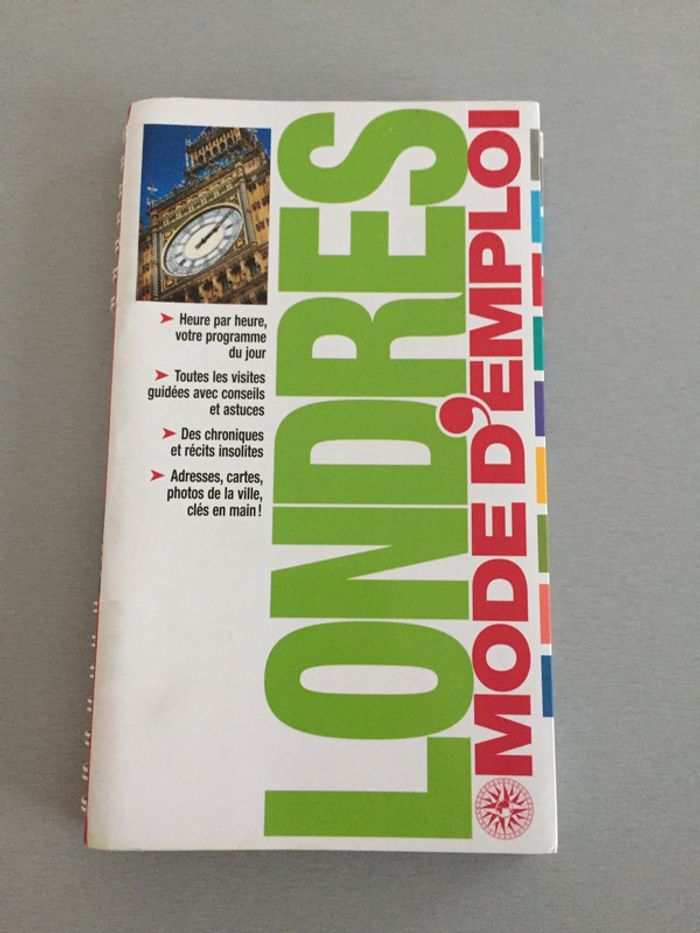 LONDRES
MODE D'EMPLOI
➤ Heure par heure,
votre programme
du jour
➤ Toutes les visites
guidées avec conseils
et astuces
➤ Des chroniques
et récits insolites
➤ Adresses, cartes,
photos de la ville,
clés en main !